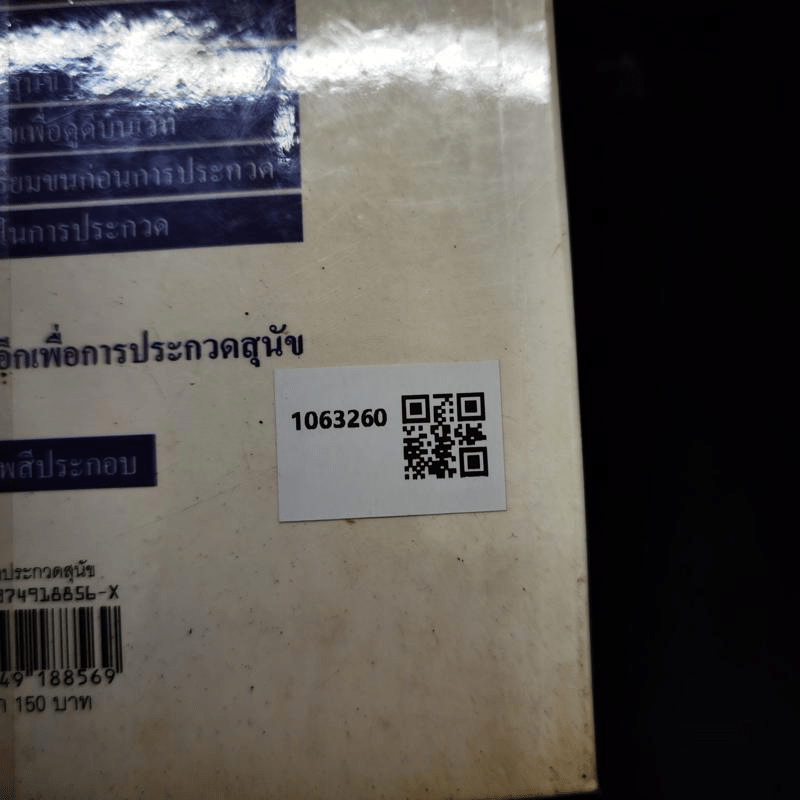 ขเพื่อดูดีบนเวที
รียมขนก่อนการประกวด
ในการประกวด
อีกเพื่อการประกวดสุนัข
1063260
พสีประกอบ
ประกวดสุนัข
974918856-X
49 188569
150 บาท